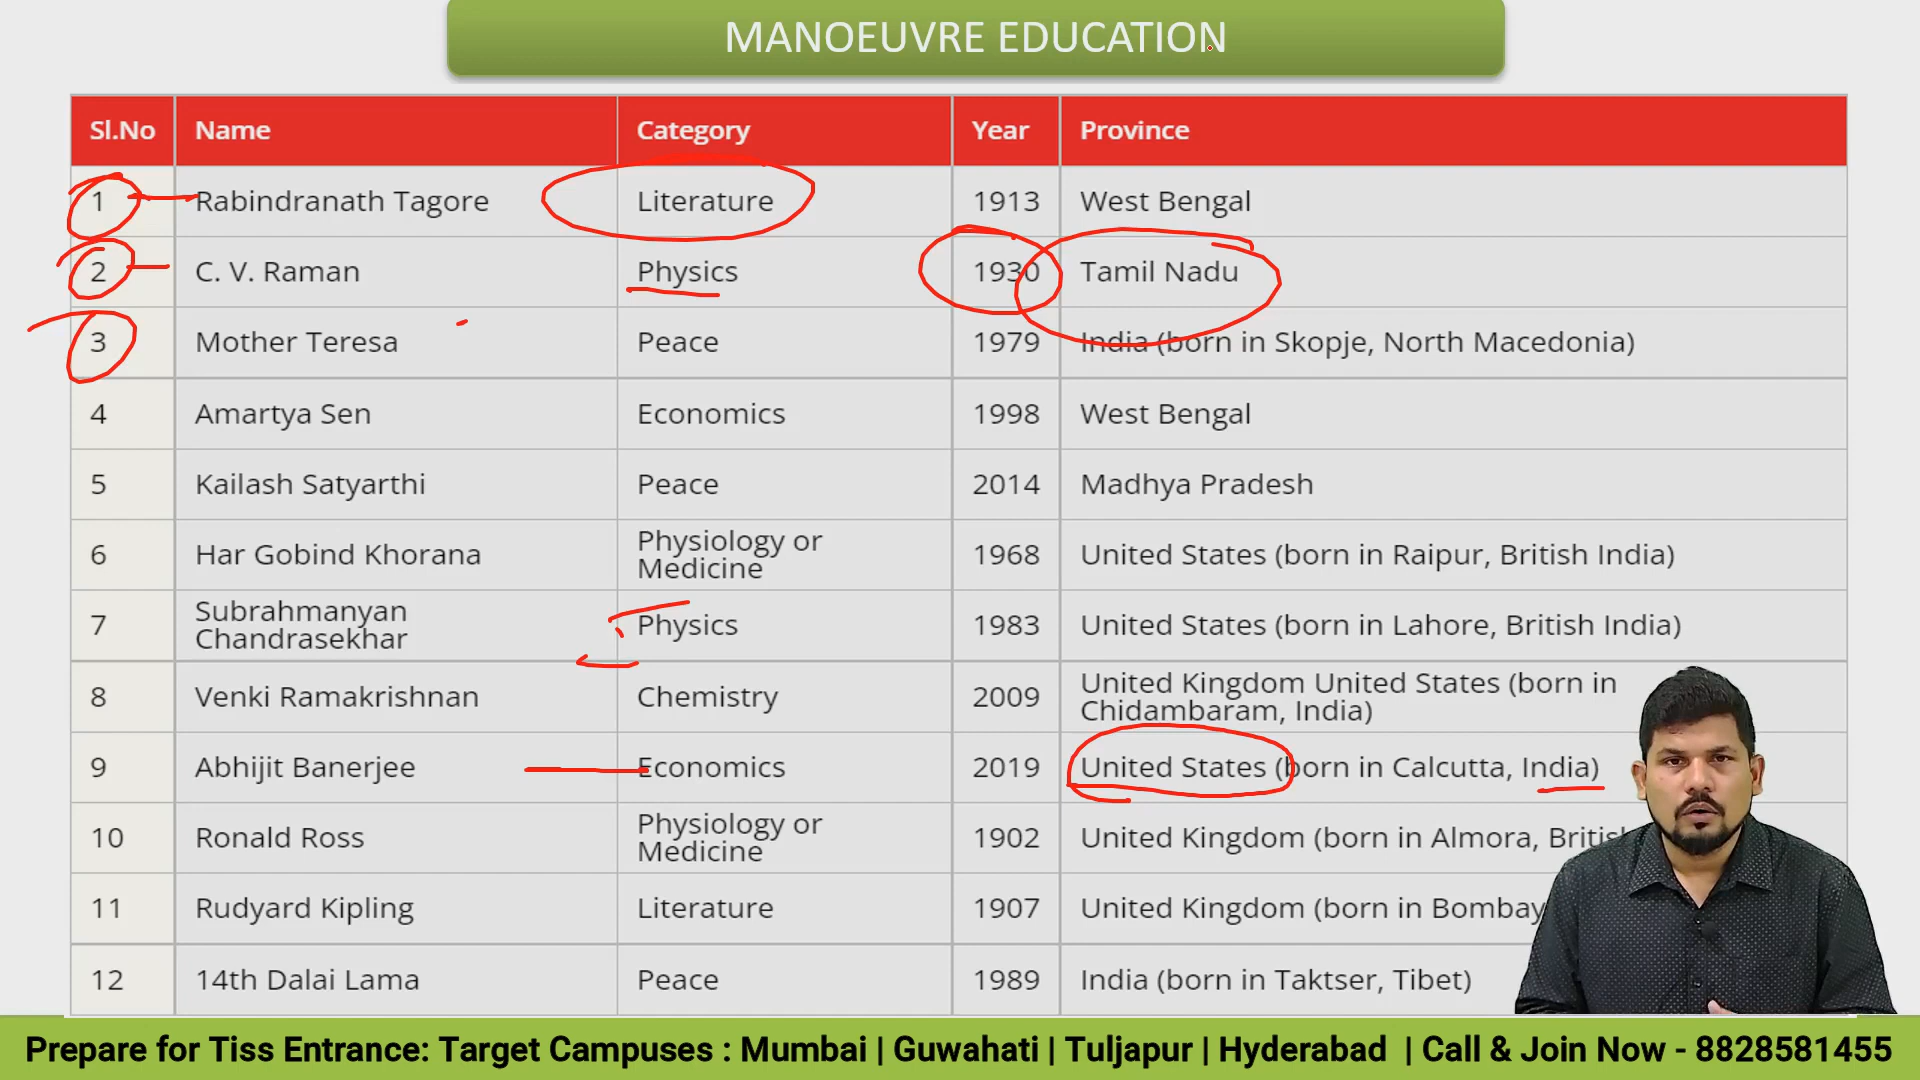 MANOEUVRE EDUCATION
Sl.No Name Category Year Province
1 Rabindranath Tagore Literature 1913 West Bengal
2 C. V. Raman Physics 1930 Tamil Nadu
3 Mother Teresa Peace 1979 India (born in Skopje, North Macedonia)
4 Amartya Sen Economics 1998 West Bengal
5 Kailash Satyarthi Peace 2014 Madhya Pradesh
6 Har Gobind Khorana Physiology or Medicine 1968 United States (born in Raipur, British India)
7 Subrahmanyan Chandrasekhar Physics 1983 United States (born in Lahore, British India)
8 Venki Ramakrishnan Chemistry 2009 United Kingdom United States (born in Chidambaram, India)
9 Abhijit Banerjee Economics 2019 United States (born in Calcutta, India)
10 Ronald Ross Physiology or Medicine 1902 United Kingdom (born in Almora,
11 Rudyard Kipling Literature 1907 United Kingdom (born in Bombay
12 14th Dalai Lama Peace 1989 India (born in Taktser, Tibet)
Prepare for Tiss Entrance: Target Campuses : Mumbai | Guwahati | Tuljapur | Hyderabad | Call & Join Now - 8828581455